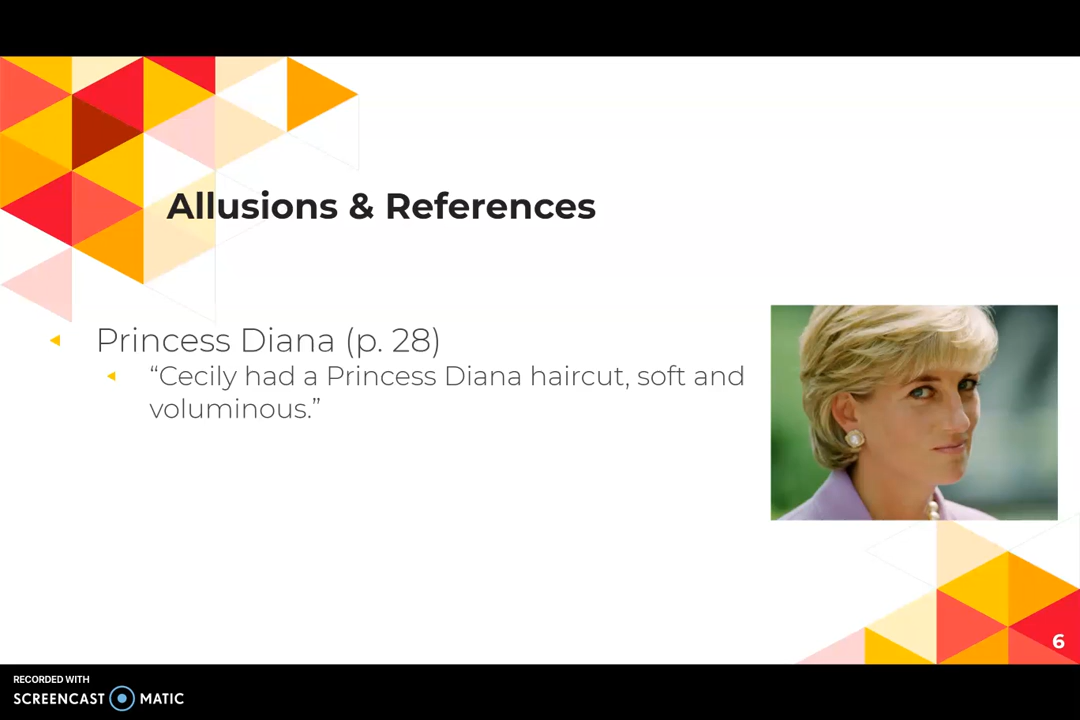 Allusions & References
Princess Diana (p. 28)
“Cecily had a Princess Diana haircut, soft and
voluminous.”
6
RECORDED WITH
SCREENCAST MATIC